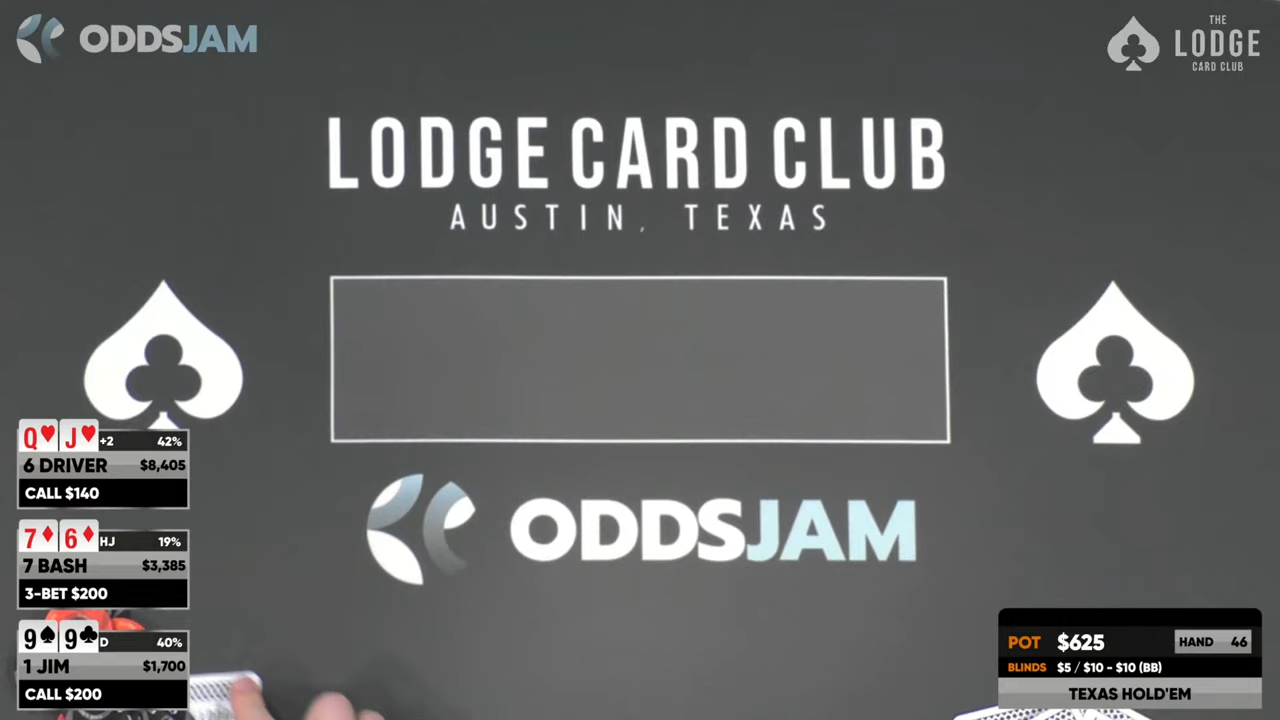 ODDSJAM
THE
LODGE
CARD CLUB
LODGE CARD CLUB
AUSTIN, TEXAS
ODDSJAM
Q♥ J♥ +2 42%
6 DRIVER $8,405
CALL $140
7♦ 6♦ HJ 19%
7 BASH $3,385
3-BET $200
9♠ 9♣ D 40%
1 JIM $1,700
CALL $200
POT $625 HAND 46
BLINDS $5 / $10 - $10 (BB)
TEXAS HOLD'EM